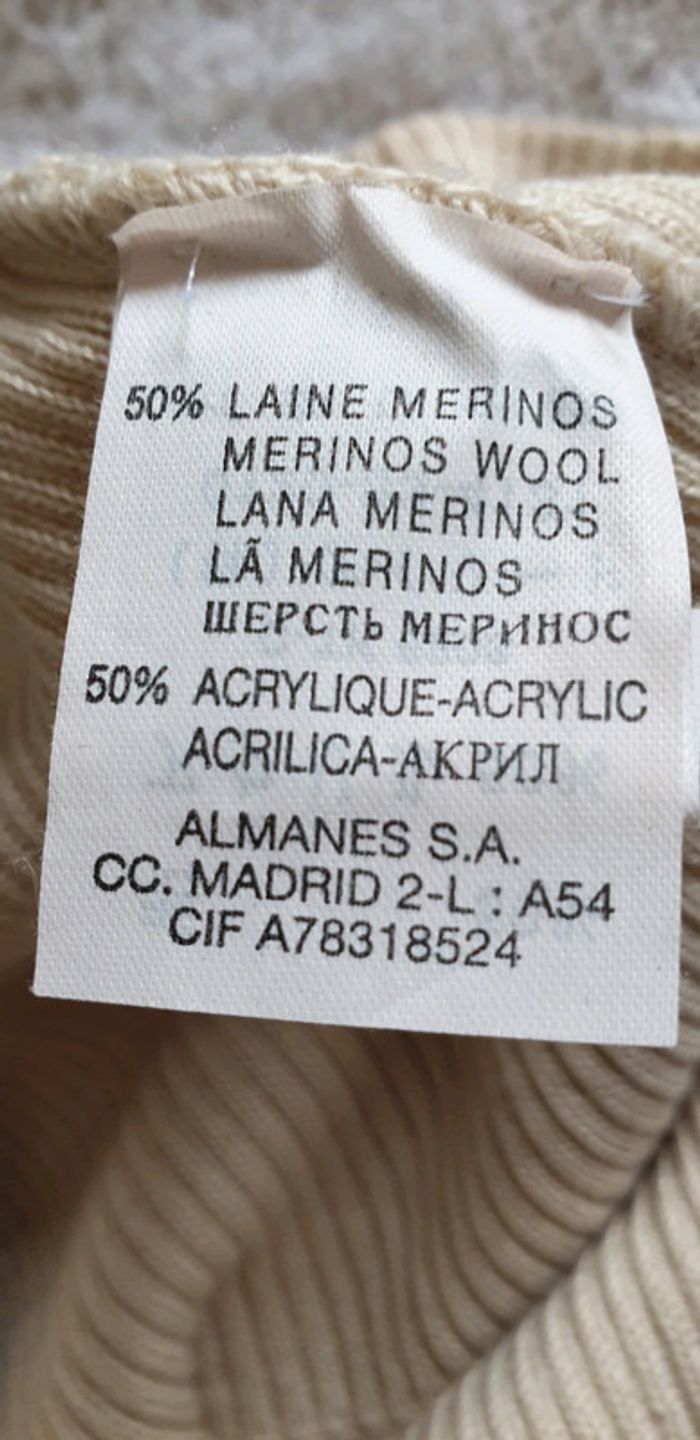 50% LAINE MERINOS
MERINOS WOOL
LANA MERINOS
LÃ MERINOS
ШЕРСТЬ МЕРИНОС
50% ACRYLIQUE-ACRYLIC
ACRILICA-АКРИЛ
ALMANES S.A.
CC. MADRID 2-L : A54
CIF A78318524